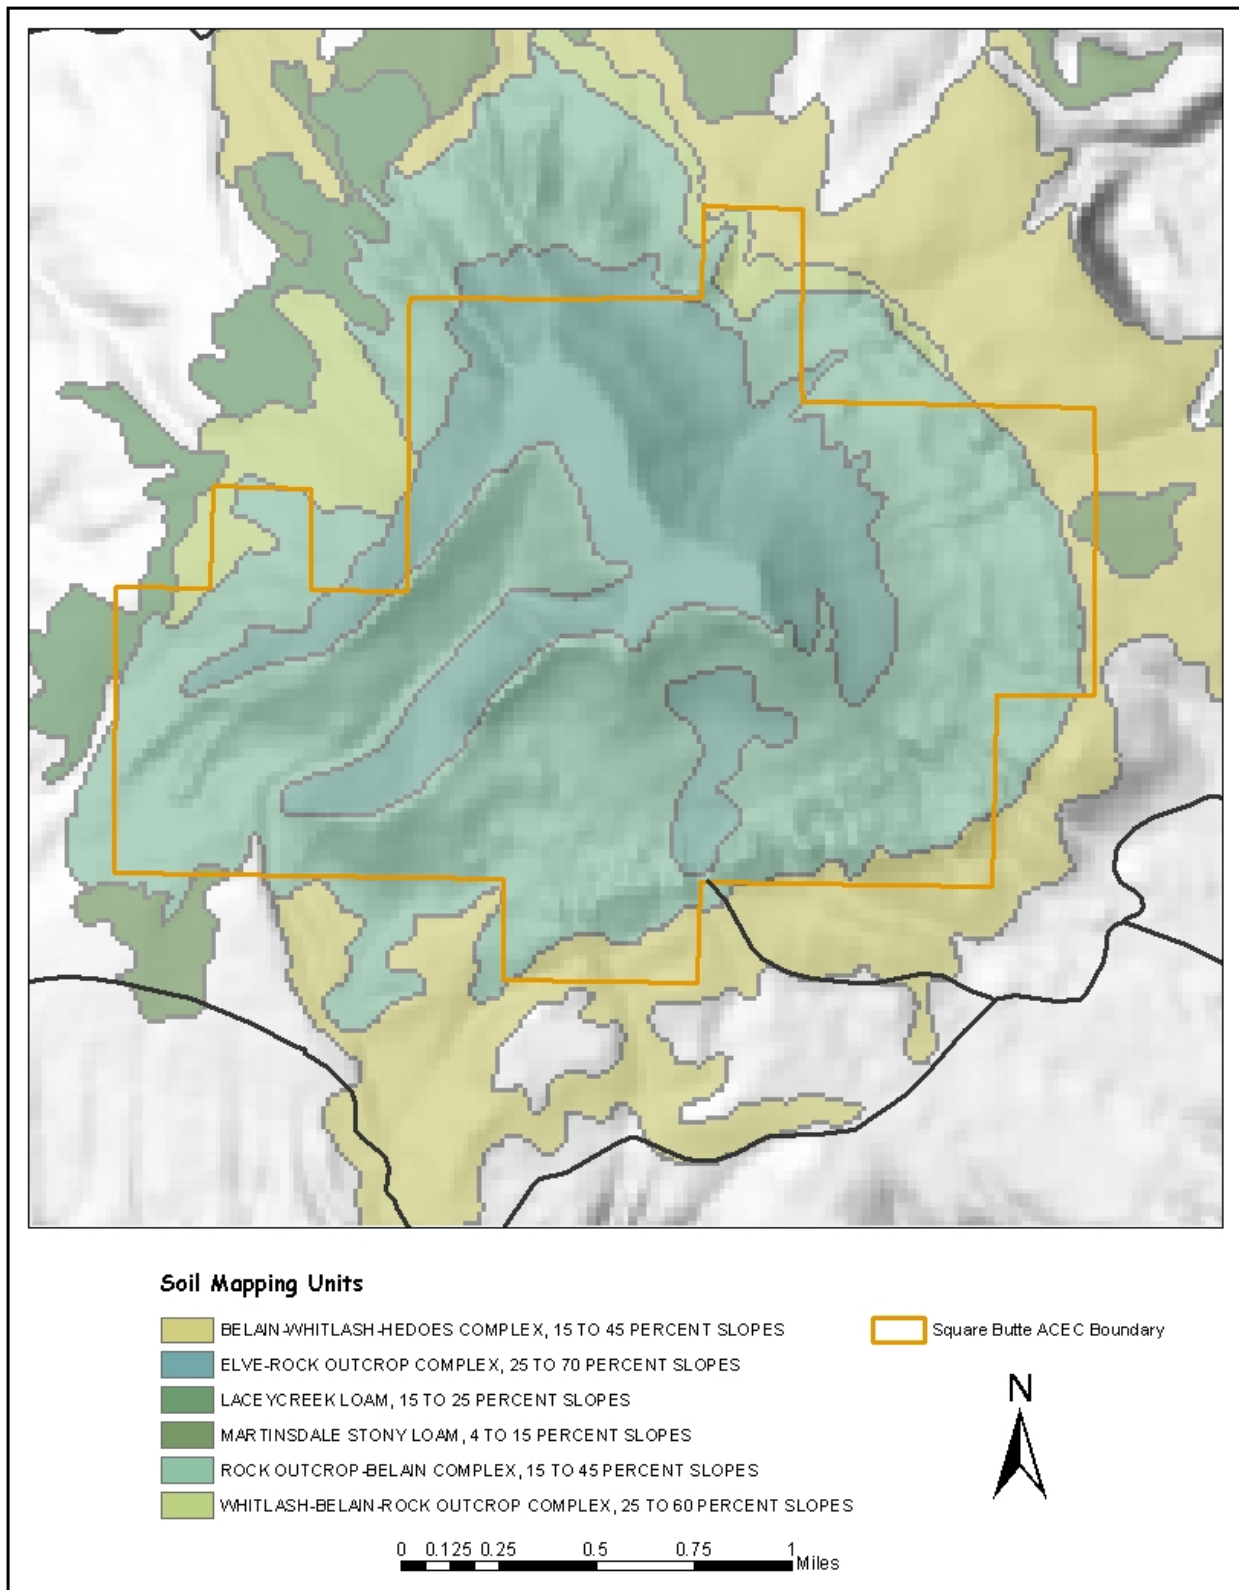 Soil Mapping Units
BELAIN-WHITLASH-HEDOES COMPLEX, 15 TO 45 PERCENT SLOPES
ELVE-ROCK OUTCROP COMPLEX, 25 TO 70 PERCENT SLOPES
LACEYCREEK LOAM, 15 TO 25 PERCENT SLOPES
MARTINSDALE STONY LOAM, 4 TO 15 PERCENT SLOPES
ROCK OUTCROP-BELAIN COMPLEX, 15 TO 45 PERCENT SLOPES
WHITLASH-BELAIN-ROCK OUTCROP COMPLEX, 25 TO 60 PERCENT SLOPES
Square Butte ACEC Boundary
N
0 0.125 0.25 0.5 0.75 1
Miles